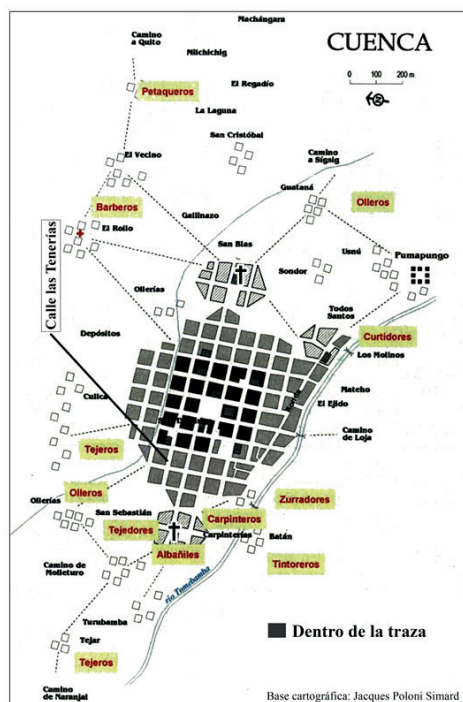 Machángara
CUENCA
Camino
a Quito
Milchichig
0 100 200 m
N
Petaqueros
El Regadío
La Laguna
San Cristóbal
El Vecino
Camino
a Sígsig
Guataná
Olleros
Barberos
Gallinazo
El Rollo
San Blas
Usnú
Pumapungo
Sondor
Calle las Tenerías
Ollerías
Todos
Santos
Depósitos
Curtidores
Los Molinos
Mateho
Culica
Ronda
El Ejido
Camino
de Loja
Tejeros
Olleros
Zurradores
Ollerías
San Sebastián
Carpinteros
Tejedores
Carpinterías
Batán
Albañiles
Camino de
Molleturo
Tintoreros
río Tomebamba
Turubamba
Dentro de la traza
Tejar
Tejeros
Camino
de Naranjal
Base cartográfica: Jacques Poloni Simard